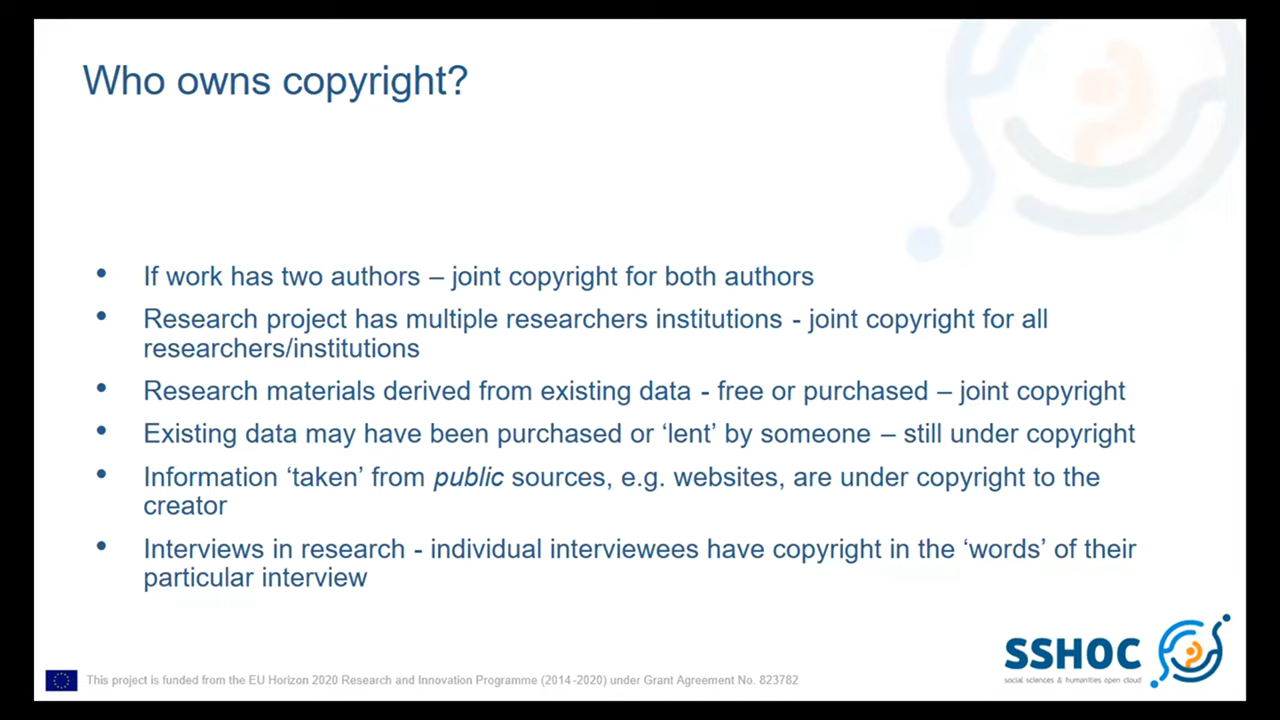 Who owns copyright?
• If work has two authors – joint copyright for both authors
• Research project has multiple researchers institutions - joint copyright for all
researchers/institutions
• Research materials derived from existing data - free or purchased – joint copyright
• Existing data may have been purchased or ‘lent’ by someone – still under copyright
• Information ‘taken’ from public sources, e.g. websites, are under copyright to the
creator
• Interviews in research - individual interviewees have copyright in the ‘words’ of their
particular interview
SSHOC
social sciences & humanities open cloud
This project is funded from the EU Horizon 2020 Research and Innovation Programme (2014-2020) under Grant Agreement No. 823782